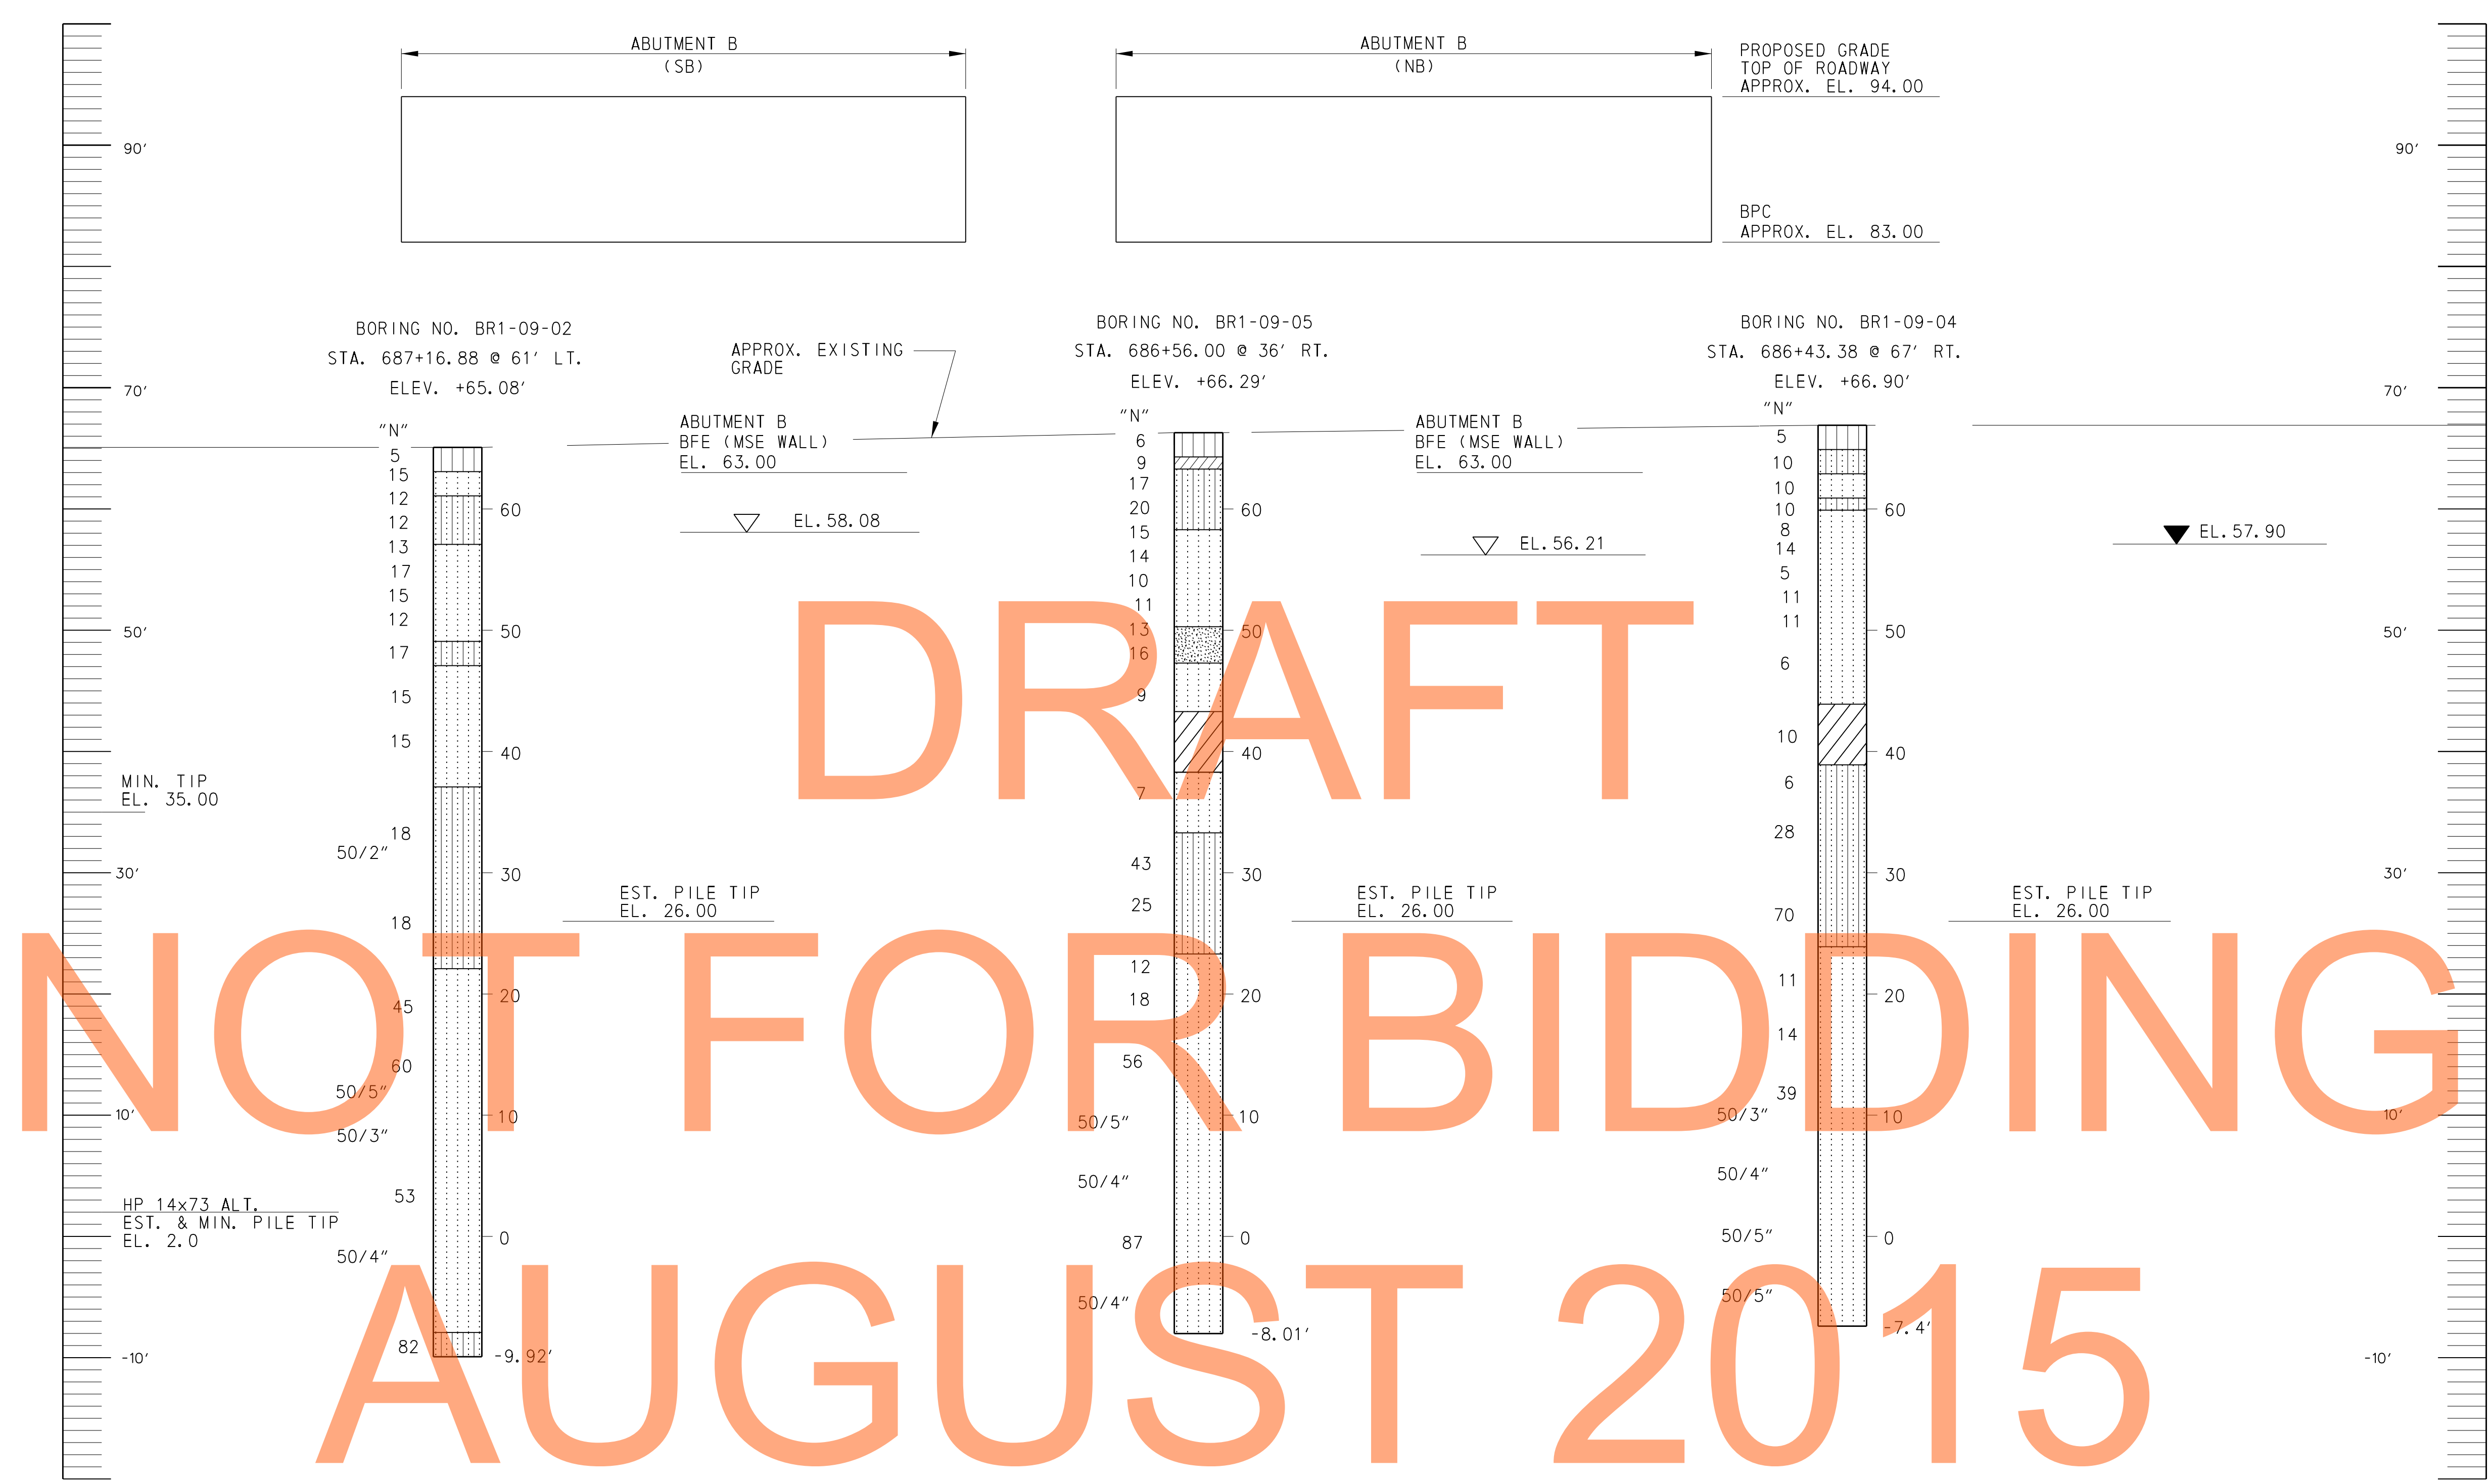 ABUTMENT B
(SB)
ABUTMENT B
(NB)
PROPOSED GRADE
TOP OF ROADWAY
APPROX. EL. 94.00
BPC
APPROX. EL. 83.00
90'
90'
BORING NO. BR1-09-02
STA. 687+16.88 @ 61' LT.
ELEV. +65.08'
APPROX. EXISTING
GRADE
BORING NO. BR1-09-05
STA. 686+56.00 @ 36' RT.
ELEV. +66.29'
BORING NO. BR1-09-04
STA. 686+43.38 @ 67' RT.
ELEV. +66.90'
70'
70'
"N"
5
15
12
12
13
17
15
12
17
15
15
18
50/2"
18
45
60
50/5"
50/3"
53
50/4"
82
60
50
40
30
20
10
0
-9.92'
ABUTMENT B
BFE (MSE WALL)
EL. 63.00
EL. 58.08
"N"
6
9
17
20
15
14
10
11
13
16
9
7
43
25
12
18
56
50/5"
50/4"
87
50/4"
60
50
40
30
20
10
0
-8.01'
ABUTMENT B
BFE (MSE WALL)
EL. 63.00
EL. 56.21
"N"
5
10
10
10
8
14
5
11
11
6
10
6
28
70
11
14
39
50/3"
50/4"
50/5"
50/5"
60
50
40
30
20
10
0
-7.4'
EL. 57.90
50'
50'
MIN. TIP
EL. 35.00
30'
30'
EST. PILE TIP
EL. 26.00
EST. PILE TIP
EL. 26.00
EST. PILE TIP
EL. 26.00
10'
10'
HP 14x73 ALT.
EST. & MIN. PILE TIP
EL. 2.0
-10'
-10'
DRAFT
NOT FOR BIDDING
AUGUST 2015